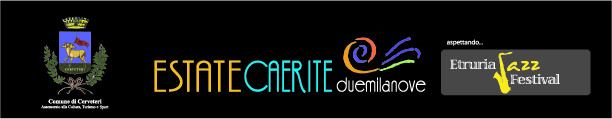 Comune di Cerveteri
Assessorato alla Cultura, Turismo e Sport
ESTATE CAERITE duemilanove
aspettando...
Etruria Jazz
Festival